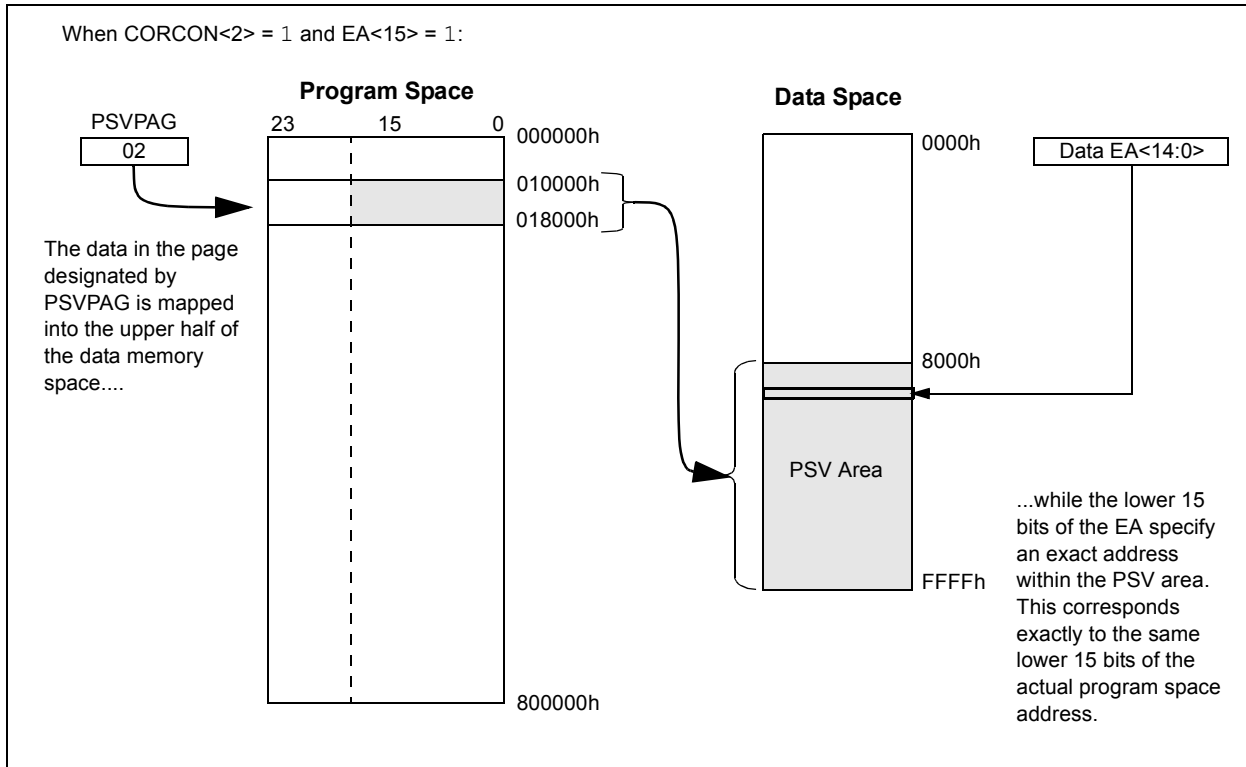 When CORCON<2> = 1 and EA<15> = 1:
Program Space
PSVPAG
02
23 15 0
000000h
010000h
018000h
800000h
The data in the page
designated by
PSVPAG is mapped
into the upper half of
the data memory
space....
Data Space
0000h
8000h
PSV Area
FFFFh
Data EA<14:0>
...while the lower 15
bits of the EA specify
an exact address
within the PSV area.
This corresponds
exactly to the same
lower 15 bits of the
actual program space
address.